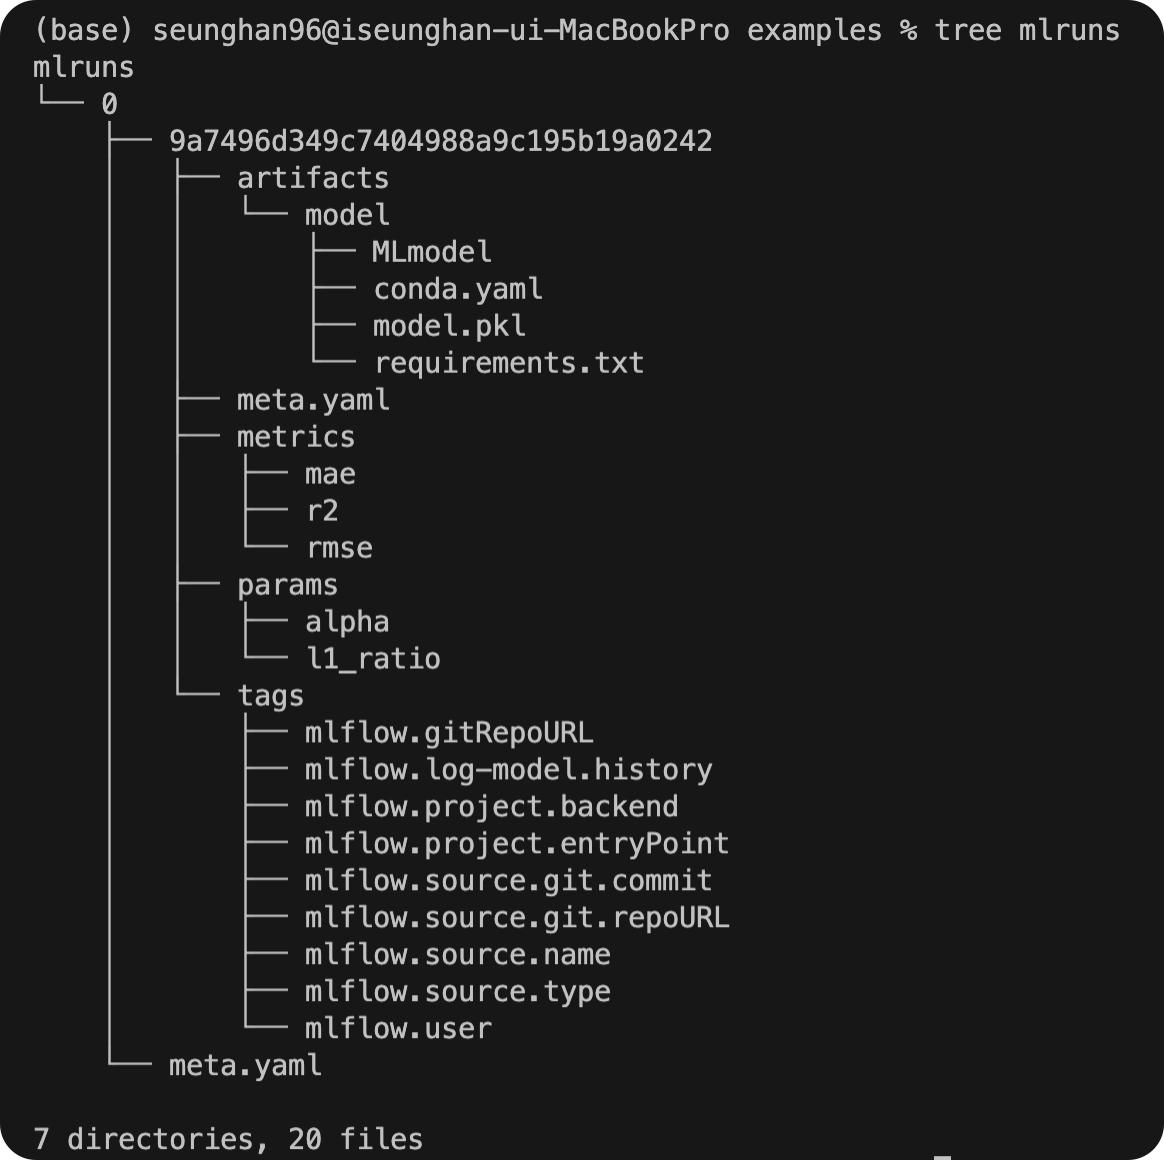 (base) seunghan96@iseunghan-ui-MacBookPro examples % tree mlruns
mlruns
└── 0
    ├── 9a7496d349c7404988a9c195b19a0242
    │   ├── artifacts
    │   │   └── model
    │   │       ├── MLmodel
    │   │       ├── conda.yaml
    │   │       ├── model.pkl
    │   │       └── requirements.txt
    │   ├── meta.yaml
    │   ├── metrics
    │   │   ├── mae
    │   │   ├── r2
    │   │   └── rmse
    │   ├── params
    │   │   ├── alpha
    │   │   └── l1_ratio
    │   └── tags
    │       ├── mlflow.gitRepoURL
    │       ├── mlflow.log-model.history
    │       ├── mlflow.project.backend
    │       ├── mlflow.project.entryPoint
    │       ├── mlflow.source.git.commit
    │       ├── mlflow.source.git.repoURL
    │       ├── mlflow.source.name
    │       ├── mlflow.source.type
    │       └── mlflow.user
    └── meta.yaml
7 directories, 20 files